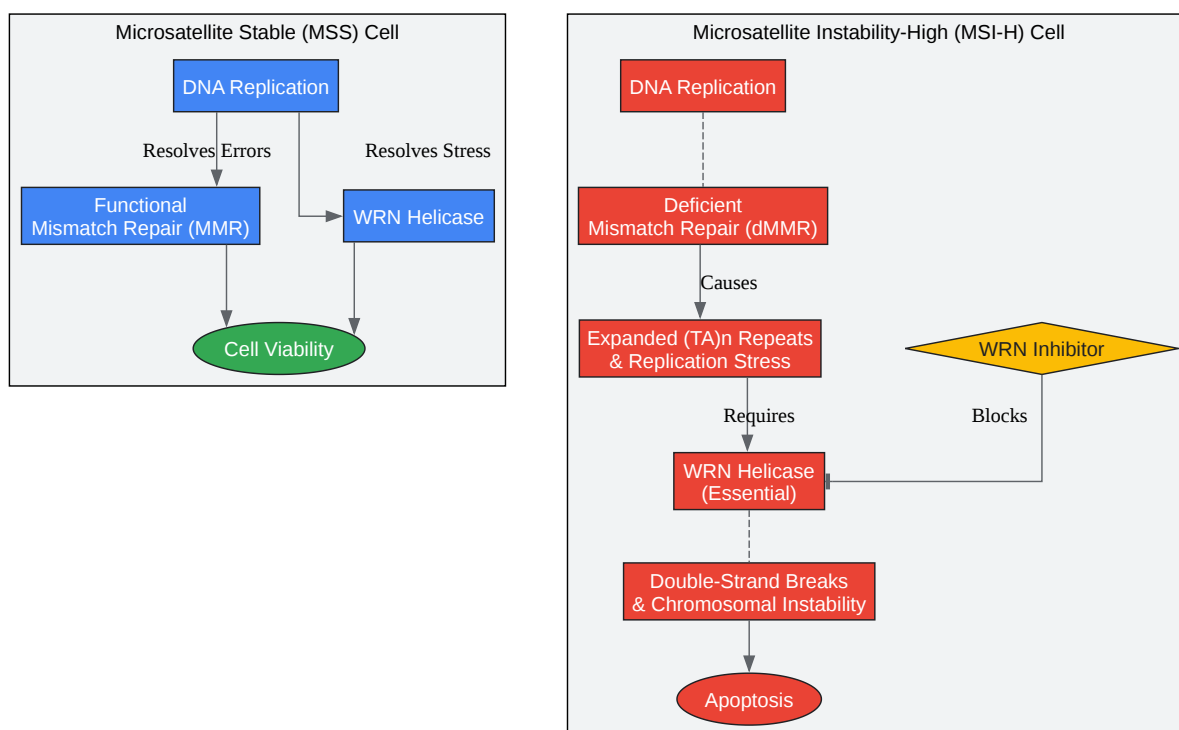 Microsatellite Stable (MSS) Cell
DNA Replication
Resolves Errors
Resolves Stress
Functional
Mismatch Repair (MMR)
WRN Helicase
Cell Viability
Microsatellite Instability-High (MSI-H) Cell
DNA Replication
Deficient
Mismatch Repair (dMMR)
Causes
Expanded (TA)n Repeats
& Replication Stress
WRN Inhibitor
Requires
Blocks
WRN Helicase
(Essential)
Double-Strand Breaks
& Chromosomal Instability
Apoptosis